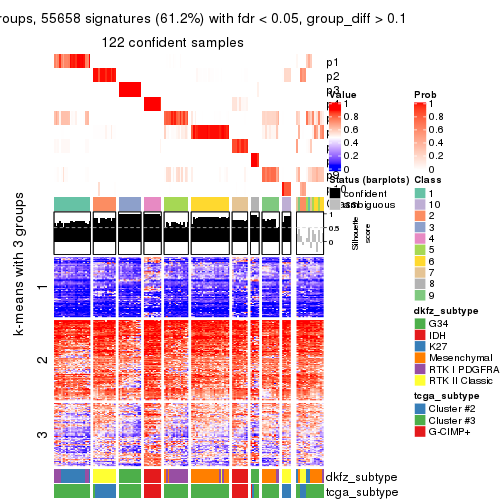 roups, 55658 signatures (61.2%) with fdr < 0.05, group_diff > 0.1
122 confident samples
p1
p2
p3
Value
1
0.8
0.6
0.4
0.2
0
Prob
1
0.8
0.6
0.4
0.2
0
Status (barplots)
Confident
Ambiguous
Class
1
10
2
3
4
5
6
7
8
9
1
0.5
0
Silhouette
score
k-means with 3 groups
1
2
3
dkfz_subtype
G34
IDH
K27
Mesenchymal
RTK I PDGFRA
RTK II Classic
tcga_subtype
Cluster #2
Cluster #3
G-CIMP+
dkfz_subtype
tcga_subtype